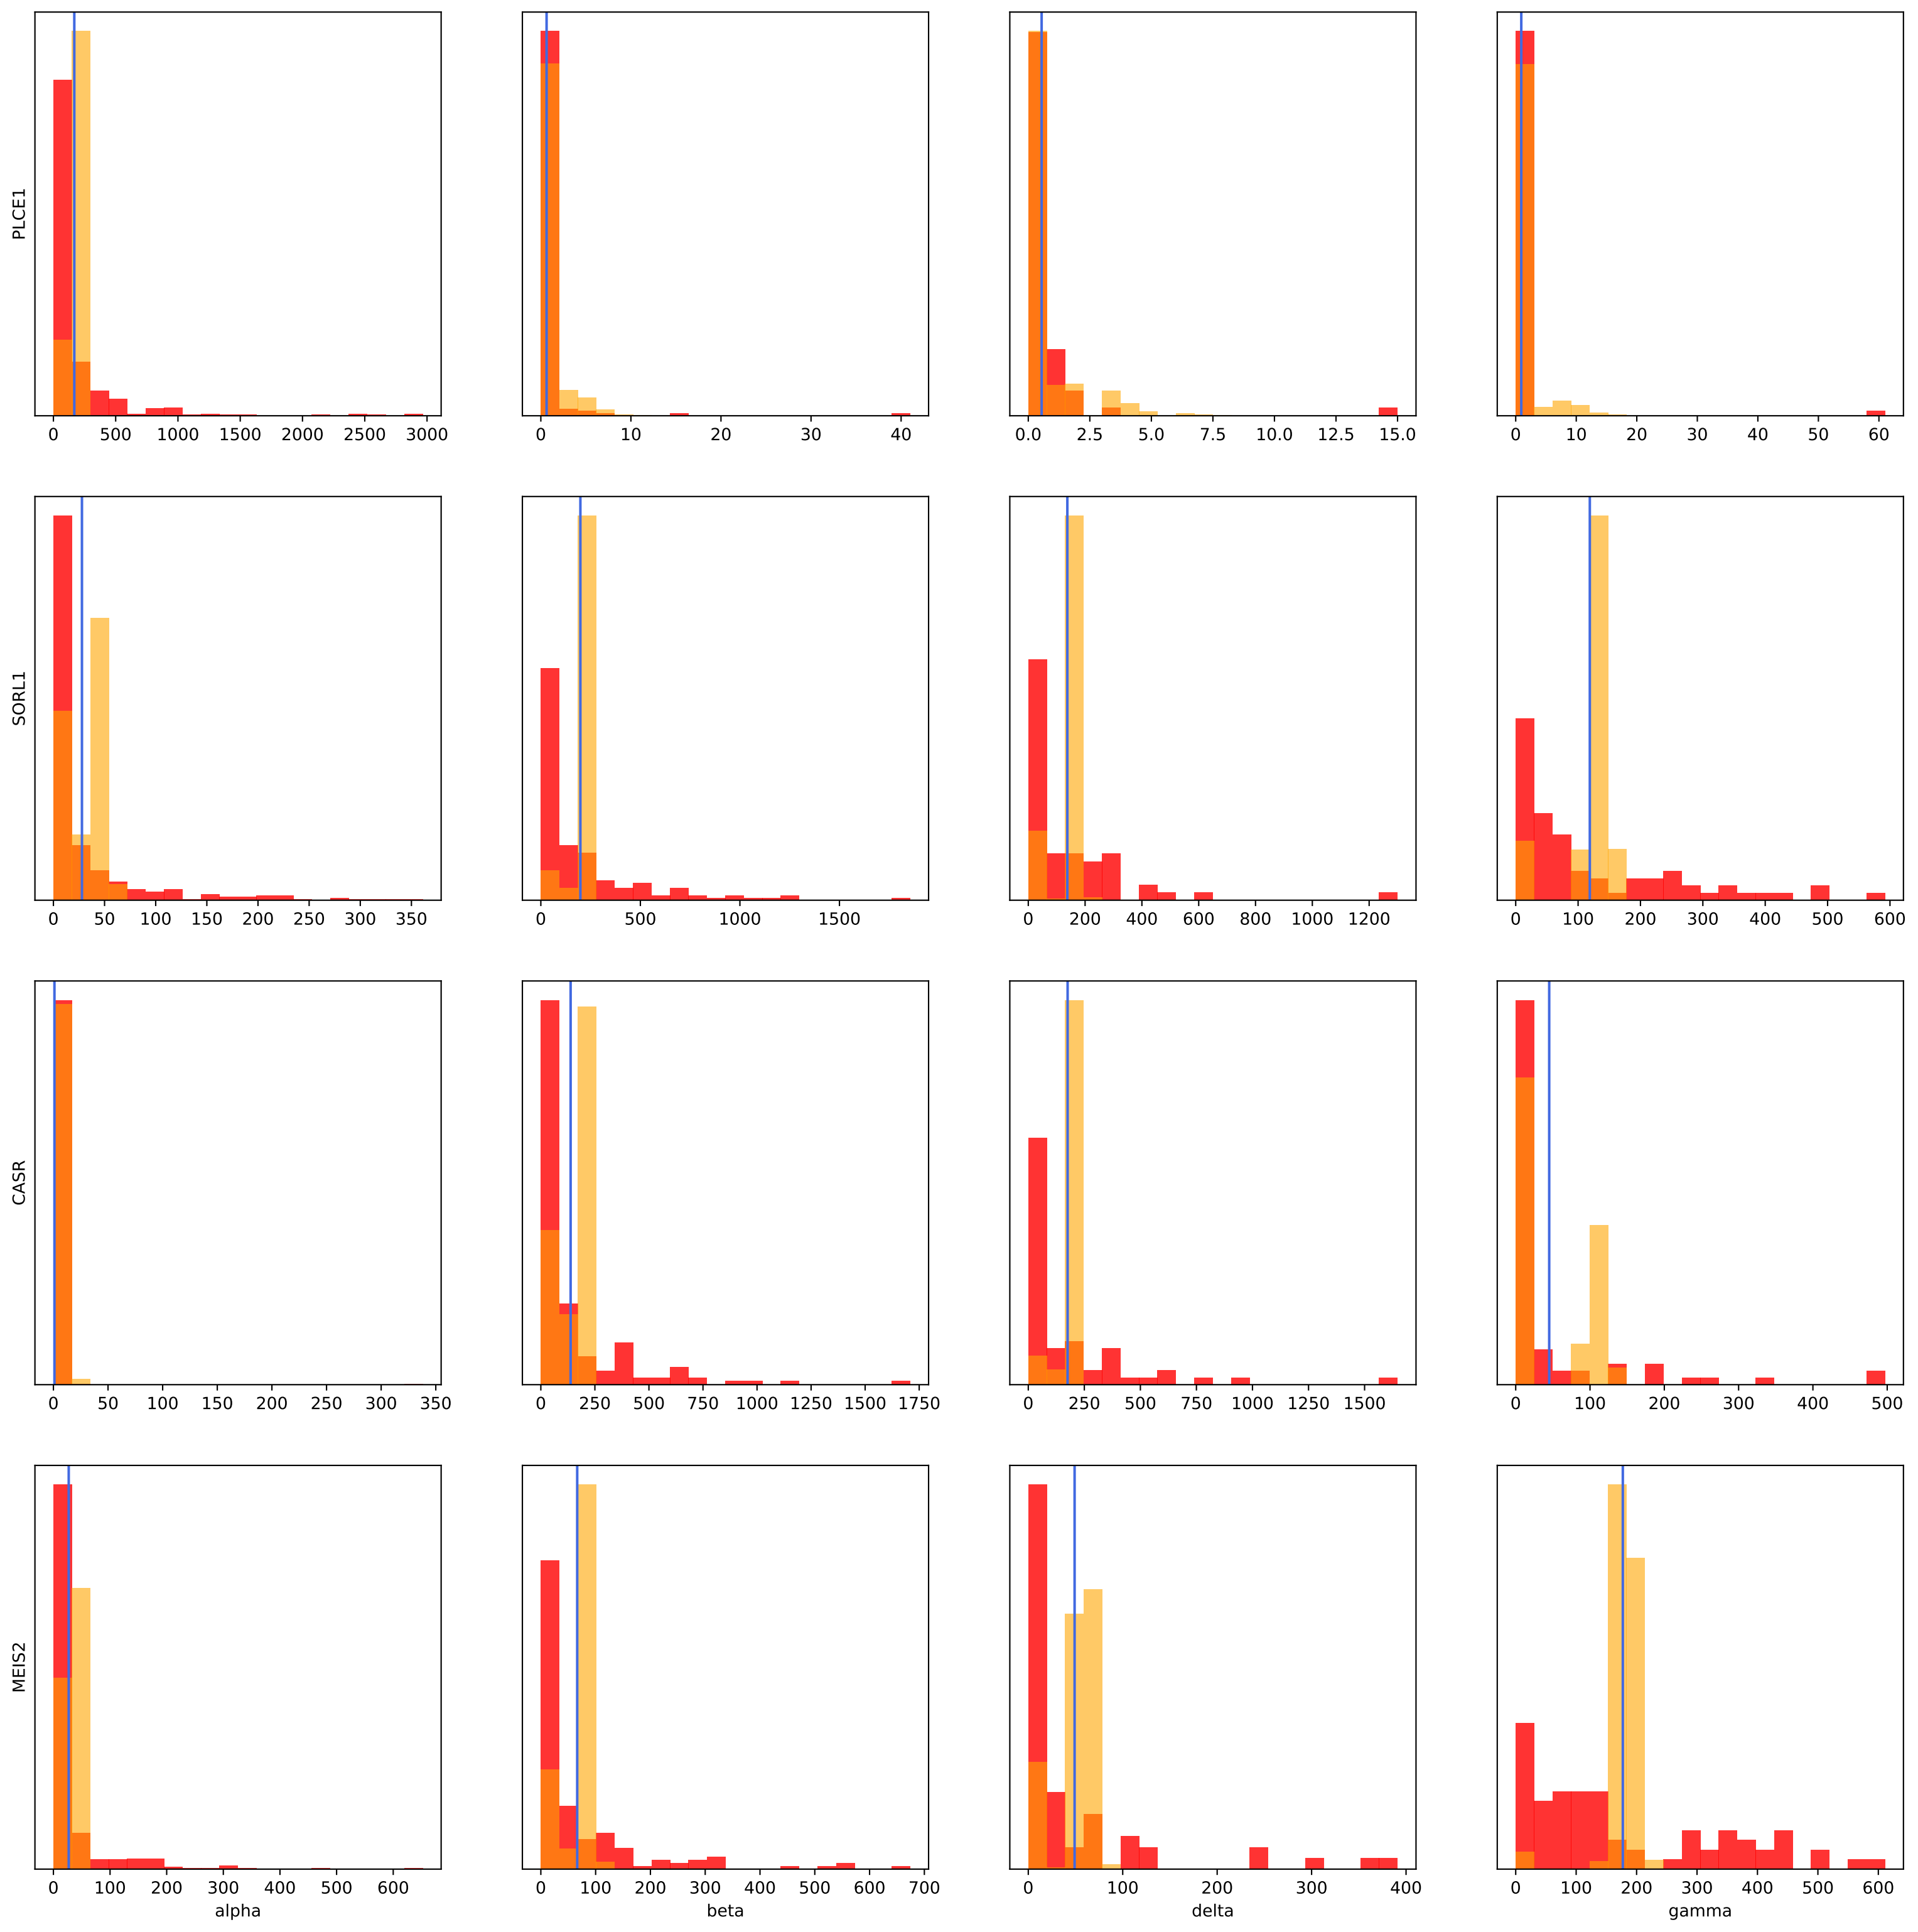 PLCE1
0 500 1000 1500 2000 2500 3000
0 10 20 30 40
0.0 2.5 5.0 7.5 10.0 12.5 15.0
0 10 20 30 40 50 60
SORL1
0 50 100 150 200 250 300 350
0 500 1000 1500
0 200 400 600 800 1000 1200
0 100 200 300 400 500 600
CASR
0 50 100 150 200 250 300 350
0 250 500 750 1000 1250 1500 1750
0 250 500 750 1000 1250 1500
0 100 200 300 400 500
MEIS2
0 100 200 300 400 500 600
0 100 200 300 400 500 600 700
0 100 200 300 400
0 100 200 300 400 500 600
alpha
beta
delta
gamma